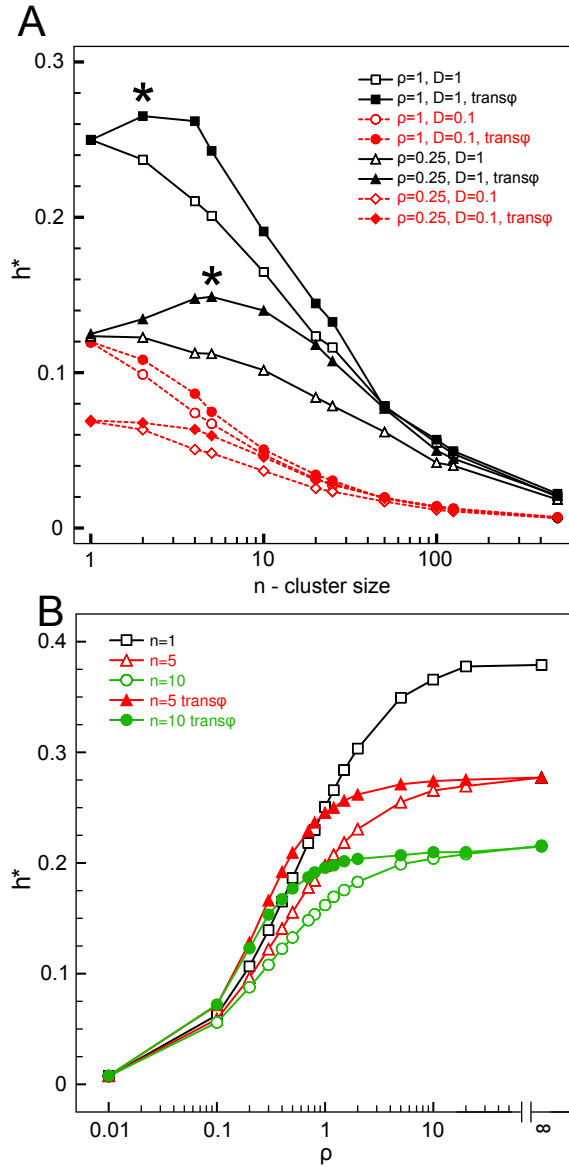 A
0.3
0.2
0.1
0
h*
*
*
ρ=1, D=1
ρ=1, D=1, transφ
ρ=1, D=0.1
ρ=1, D=0.1, transφ
ρ=0.25, D=1
ρ=0.25, D=1, transφ
ρ=0.25, D=0.1
ρ=0.25, D=0.1, transφ
1 10 100
n - cluster size
B
0.4
0.3
0.2
0.1
0
h*
n=1
n=5
n=10
n=5 transφ
n=10 transφ
0.01 0.1 1 10 ∞
ρ